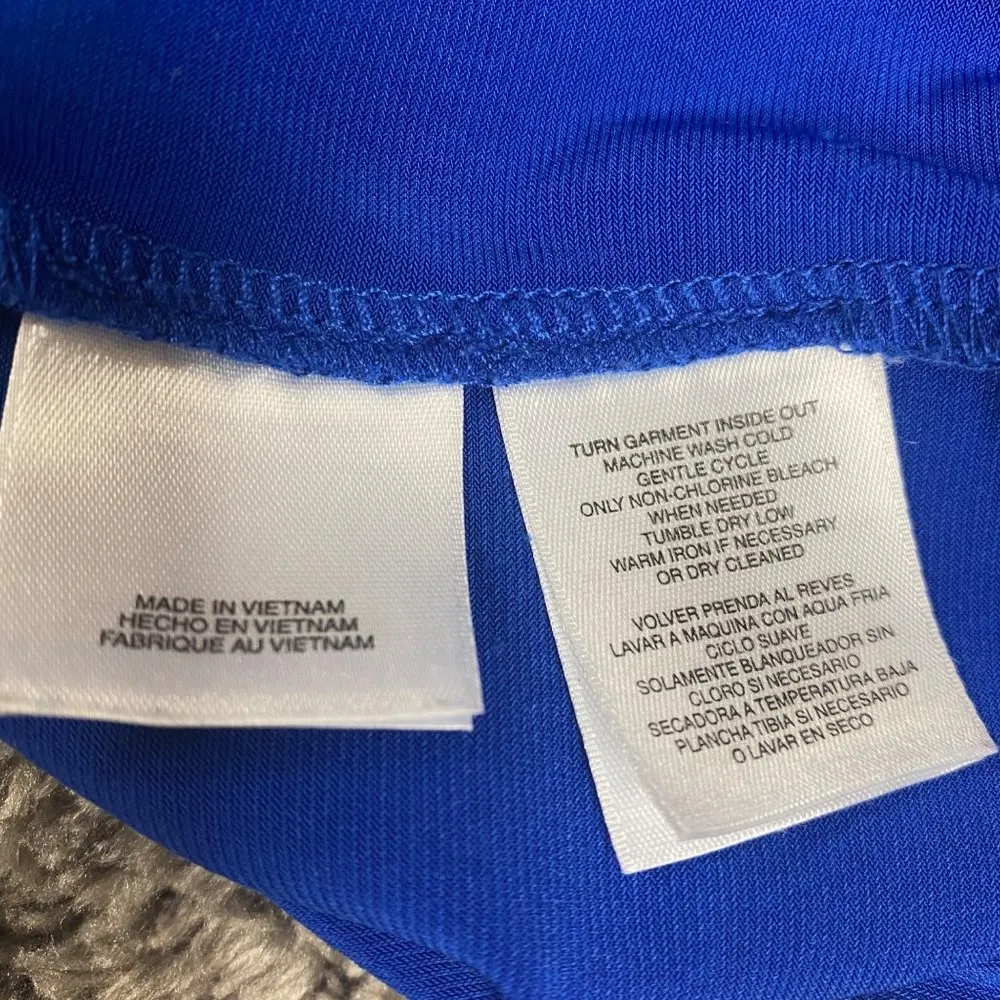 MADE IN VIETNAM
HECHO EN VIETNAM
FABRIQUE AU VIETNAM
TURN GARMENT INSIDE OUT
MACHINE WASH COLD
GENTLE CYCLE
ONLY NON-CHLORINE BLEACH
WHEN NEEDED
TUMBLE DRY LOW
WARM IRON IF NECESSARY
OR DRY CLEANED
VOLVER PRENDA AL REVES
LAVAR A MAQUINA CON AQUA FRIA
CICLO SUAVE
SOLAMENTE BLANQUEADOR SIN
CLORO SI NECESARIO
SECADORA A TEMPERATURA BAJA
PLANCHA TIBIA SI NECESARIO
O LAVAR EN SECO